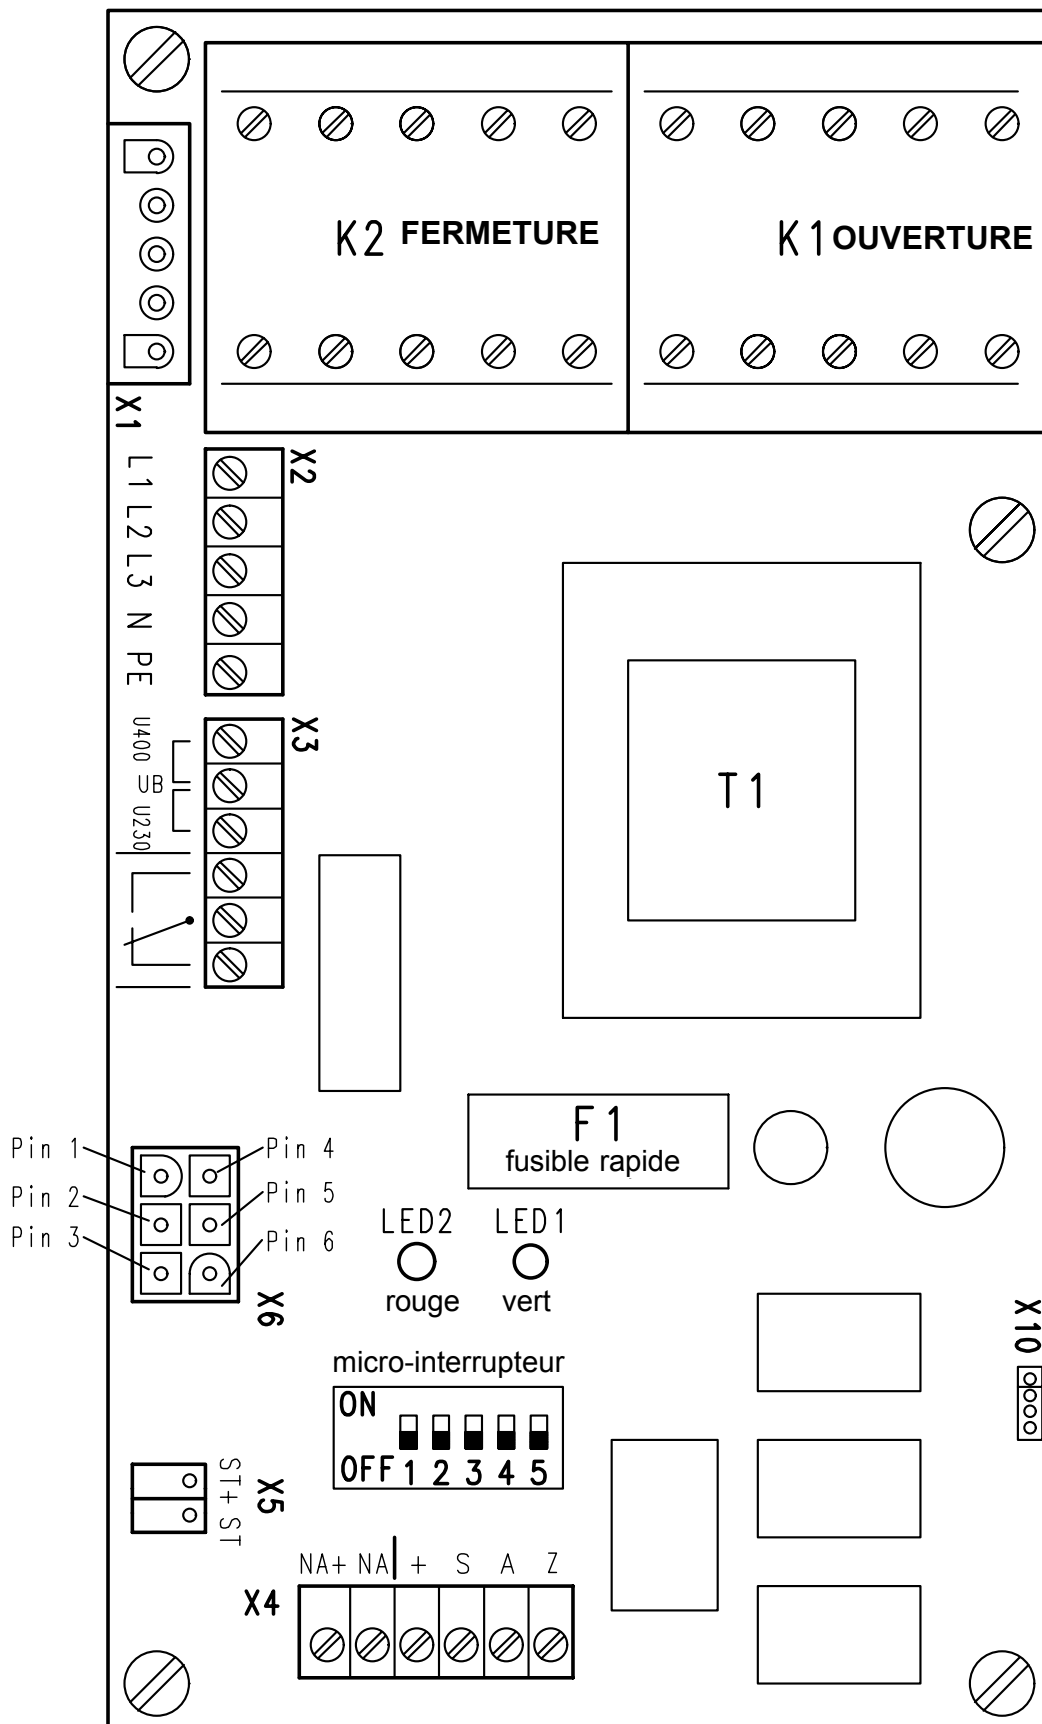 K2 FERMETURE
K1 OUVERTURE
X1
X2
L1
L2
L3
N
PE
X3
U400
UB
U230
T1
F1
fusible rapide
Pin 1
Pin 4
Pin 2
Pin 5
Pin 3
Pin 6
LED2
LED1
rouge
vert
X6
X10
micro-interrupteur
ON
OFF 1 2 3 4 5
ST+ ST
X5
NA+ NA + S A Z
X4